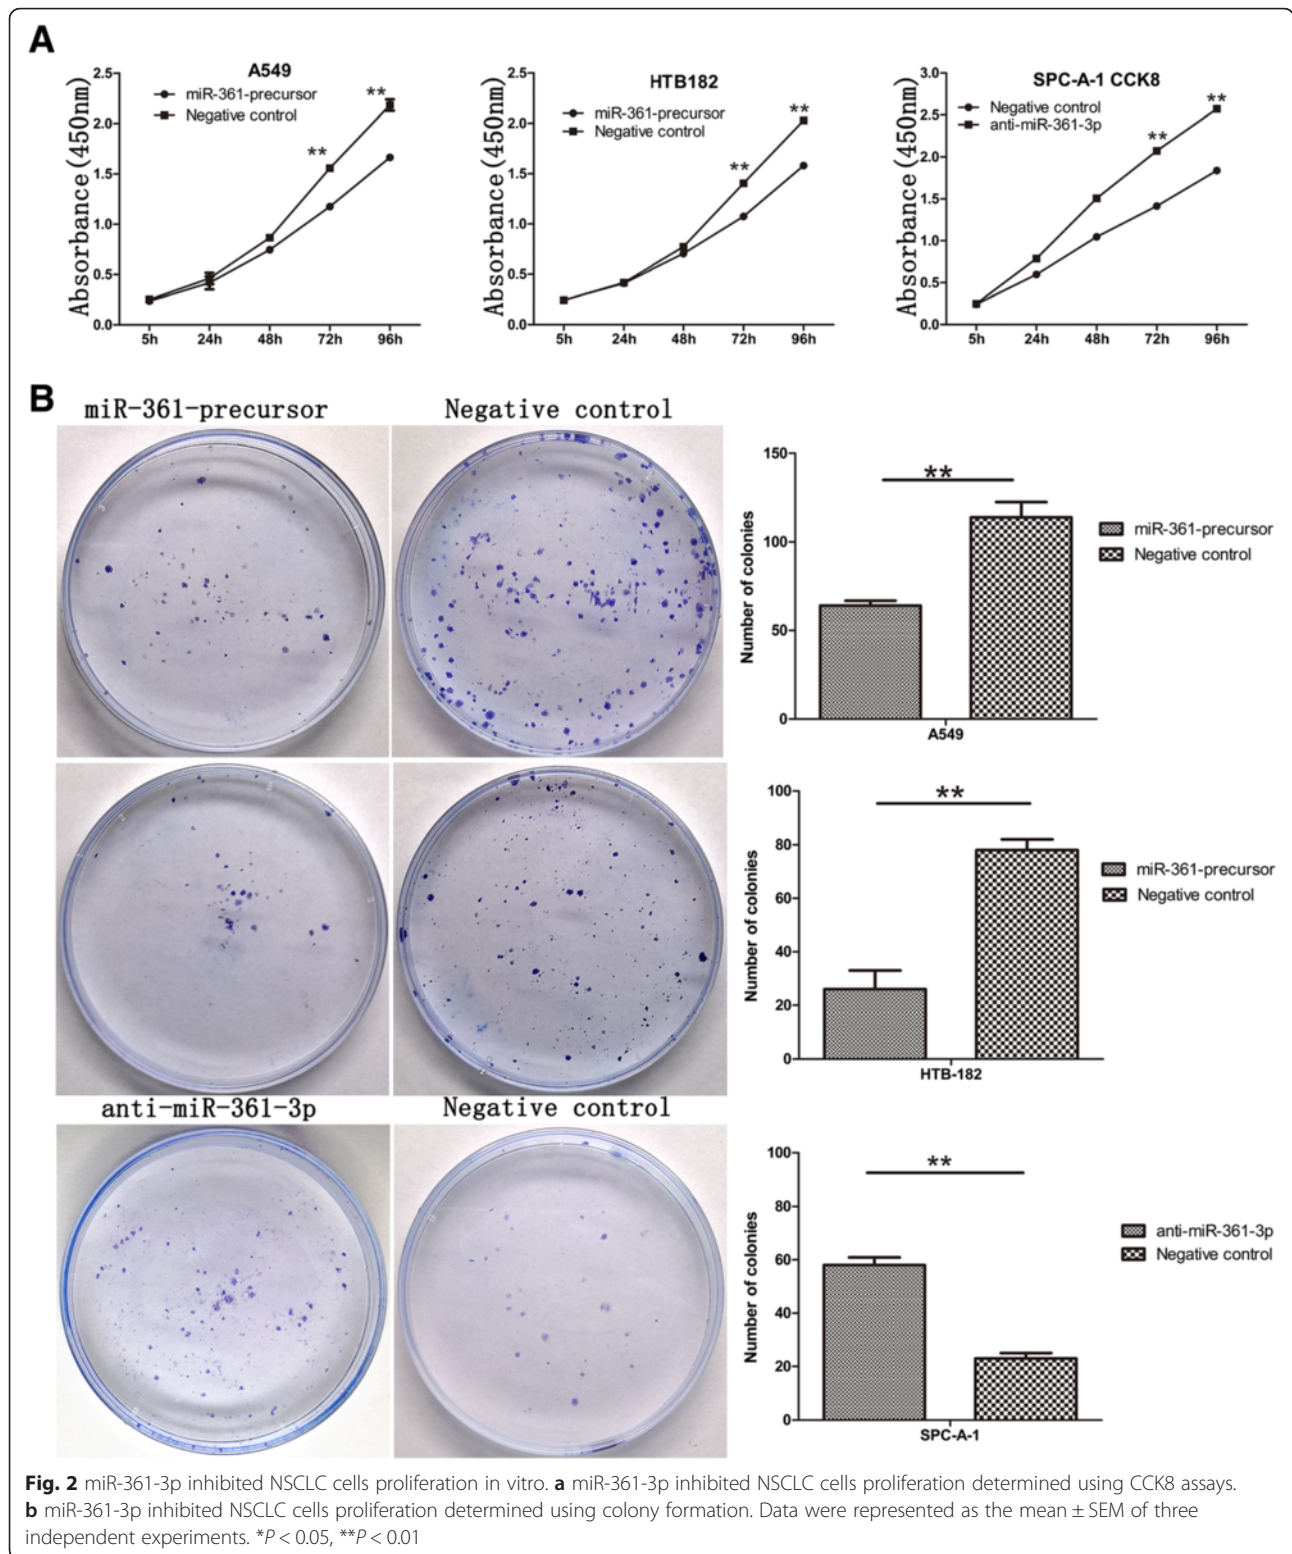 A
A549
miR-361-precursor
Negative control
Absorbance(450nm)
2.5
2.0
1.5
1.0
0.5
0.0
**
**
5h 24h 48h 72h 96h
HTB182
miR-361-precursor
Negative control
Absorbance(450nm)
2.5
2.0
1.5
1.0
0.5
0.0
**
**
5h 24h 48h 72h 96h
SPC-A-1 CCK8
Negative control
anti-miR-361-3p
Absorbance(450nm)
3.0
2.5
2.0
1.5
1.0
0.5
0.0
**
**
5h 24h 48h 72h 96h
B
miR-361-precursor Negative control
Number of colonies
150
100
50
0
**
A549
miR-361-precursor
Negative control
Number of colonies
100
80
60
40
20
0
**
HTB-182
miR-361-precursor
Negative control
anti-miR-361-3p Negative control
Number of colonies
100
80
60
40
20
0
**
SPC-A-1
anti-miR-361-3p
Negative control
Fig. 2 miR-361-3p inhibited NSCLC cells proliferation in vitro. a miR-361-3p inhibited NSCLC cells proliferation determined using CCK8 assays.
b miR-361-3p inhibited NSCLC cells proliferation determined using colony formation. Data were represented as the mean ± SEM of three
independent experiments. *P < 0.05, **P < 0.01